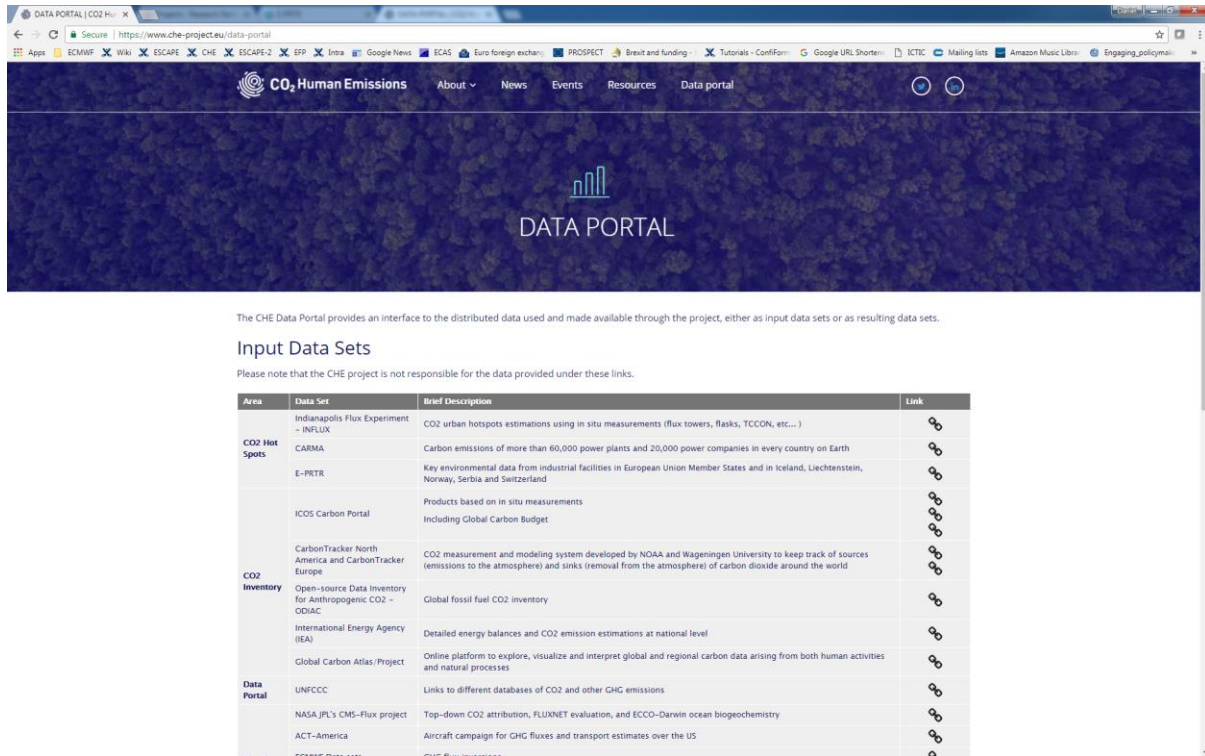 DATA PORTAL | CO2 Hu
Secure | https://www.che-project.eu/data-portal
Apps ECMWF Wiki ESCAPE CHE ESCAPE-2 EFP Intra Google News ECAS Euro foreign exchan PROSPECT Brexit and funding - Tutorials - ConfiForm Google URL Shorten ICTIC Mailing lists Amazon Music Libra Engaging_policymak »
CO2 Human Emissions About News Events Resources Data portal
DATA PORTAL
The CHE Data Portal provides an interface to the distributed data used and made available through the project, either as input data sets or as resulting data sets.
Input Data Sets
Please note that the CHE project is not responsible for the data provided under these links.
Area Data Set Brief Description Link
CO2 Hot
Spots
Indianapolis Flux Experiment
- INFLUX
CO2 urban hotspots estimations using in situ measurements (flux towers, flasks, TCCON, etc... )
CARMA
Carbon emissions of more than 60,000 power plants and 20,000 power companies in every country on Earth
E-PRTR
Key environmental data from industrial facilities in European Union Member States and in Iceland, Liechtenstein,
Norway, Serbia and Switzerland
CO2
Inventory
ICOS Carbon Portal
Products based on in situ measurements
Including Global Carbon Budget
CarbonTracker North
America and CarbonTracker
Europe
CO2 measurement and modeling system developed by NOAA and Wageningen University to keep track of sources
(emissions to the atmosphere) and sinks (removal from the atmosphere) of carbon dioxide around the world
Open-source Data Inventory
for Anthropogenic CO2 -
ODIAC
Global fossil fuel CO2 inventory
International Energy Agency
(IEA)
Detailed energy balances and CO2 emission estimations at national level
Global Carbon Atlas/Project
Online platform to explore, visualize and interpret global and regional carbon data arising from both human activities
and natural processes
Data
Portal
UNFCCC
Links to different databases of CO2 and other GHG emissions
NASA JPL's CMS-Flux project
Top-down CO2 attribution, FLUXNET evaluation, and ECCO-Darwin ocean biogeochemistry
ACT-America
Aircraft campaign for GHG fluxes and transport estimates over the US
ECMWF Data sets
GHG flux inversions